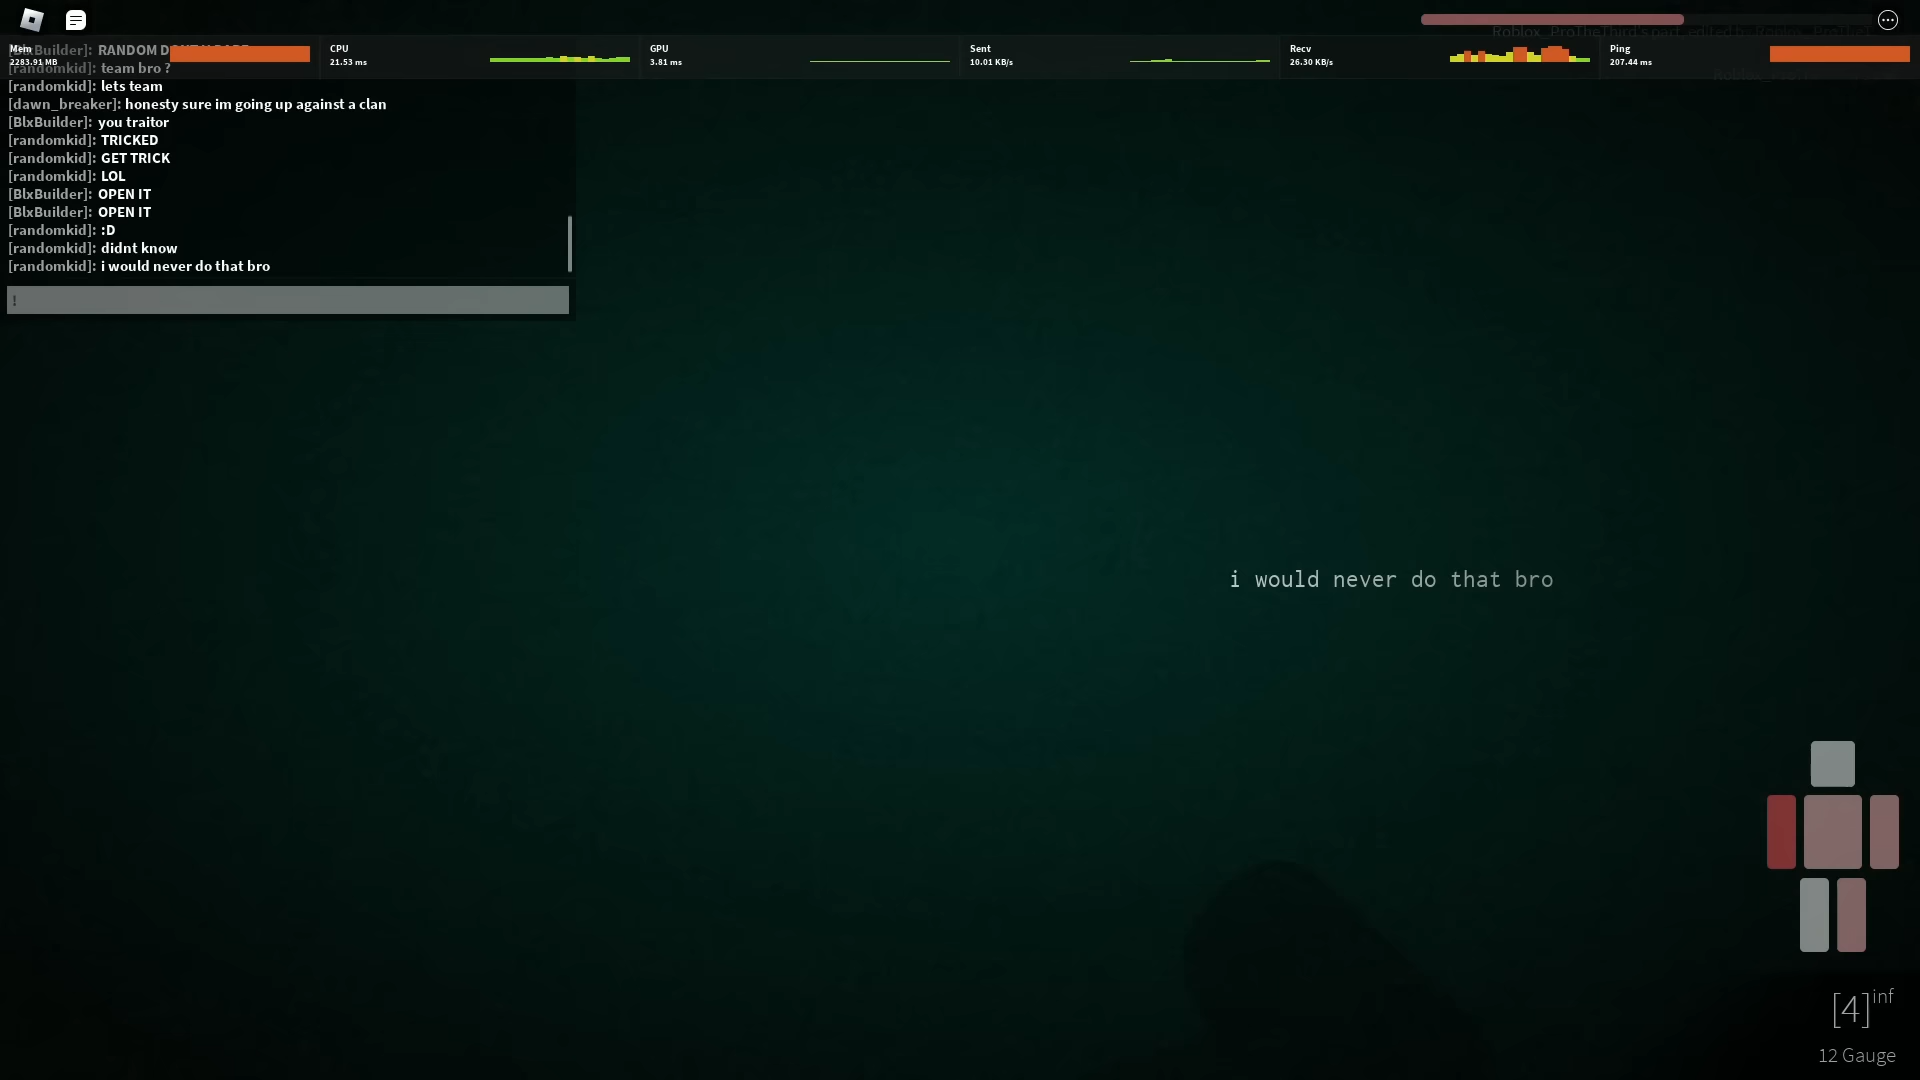 Mem
2283.91 MB
CPU
21.53 ms
GPU
3.81 ms
Sent
10.01 KB/s
Recv
26.30 KB/s
Ping
207.44 ms
[BlxBuilder]: RANDOM
[randomkid]: team bro ?
[randomkid]: lets team
[dawn_breaker]: honesty sure im going up against a clan
[BlxBuilder]: you traitor
[randomkid]: TRICKED
[randomkid]: GET TRICK
[randomkid]: LOL
[BlxBuilder]: OPEN IT
[BlxBuilder]: OPEN IT
[randomkid]: :D
[randomkid]: didnt know
[randomkid]: i would never do that bro
!
i would never do that bro
[4] inf
12 Gauge